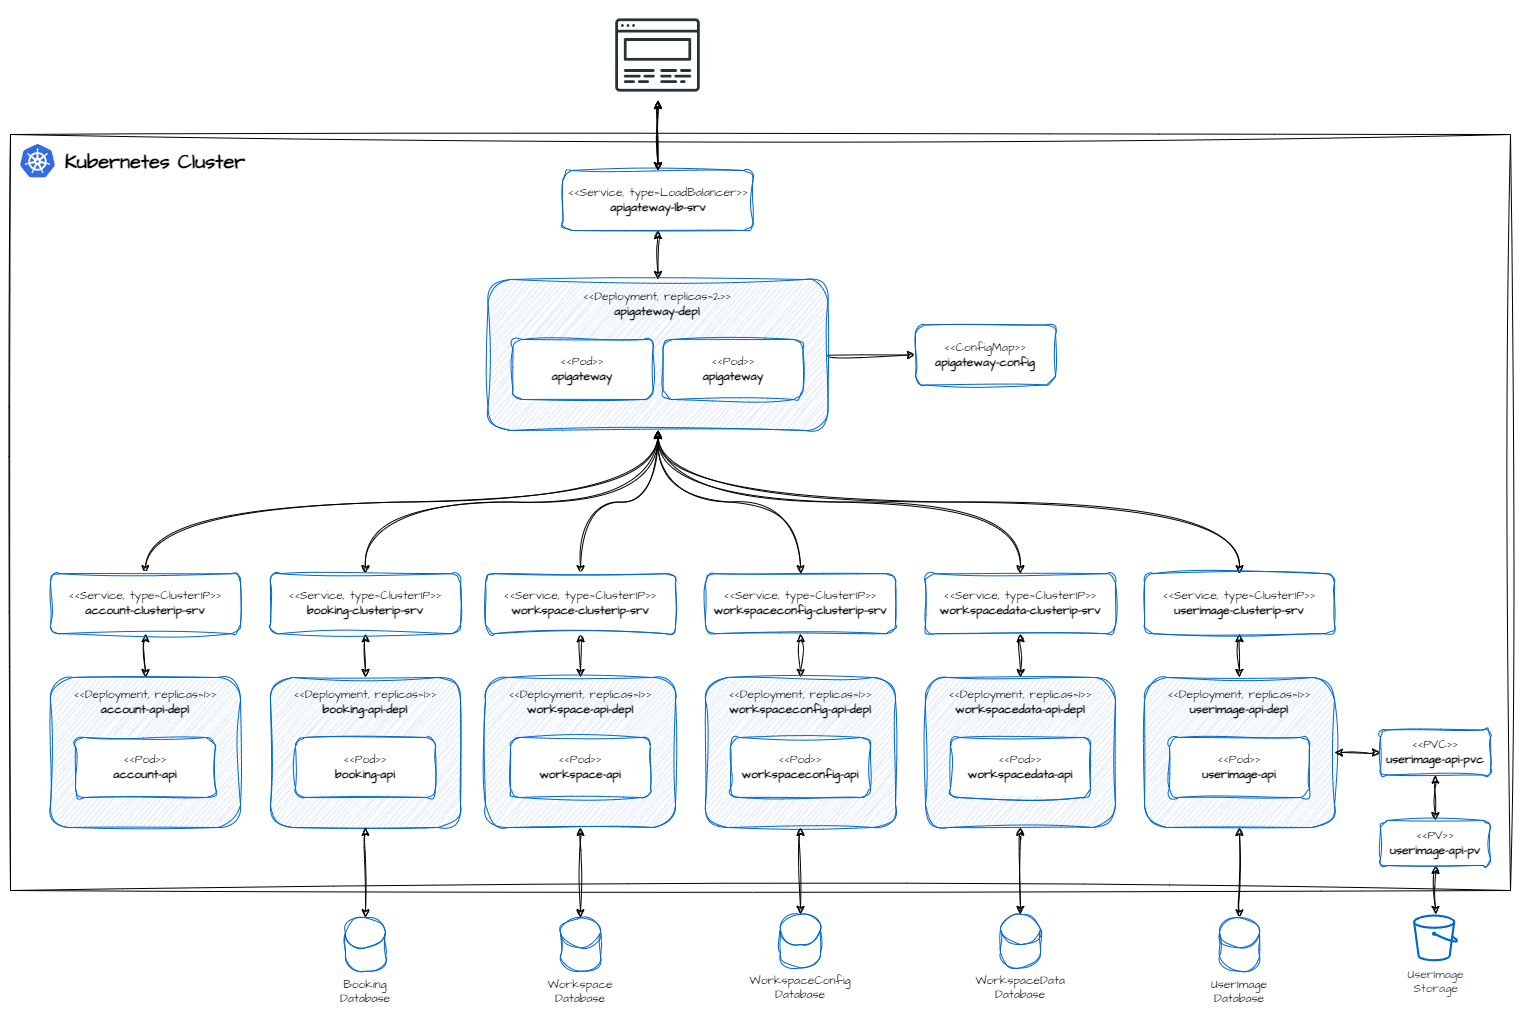 Kubernetes Cluster
<<Service, type=LoadBalancer>>
apigateway-lb-srv
<<Deployment, replicas=2>>
apigateway-depl
<<Pod>>
apigateway
<<Pod>>
apigateway
<<ConfigMap>>
apigateway-config
<<Service, type=ClusterIP>>
account-clusterip-srv
<<Service, type=ClusterIP>>
booking-clusterip-srv
<<Service, type=ClusterIP>>
workspace-clusterip-srv
<<Service, type=ClusterIP>>
workspaceconfig-clusterip-srv
<<Service, type=ClusterIP>>
workspacedata-clusterip-srv
<<Service, type=ClusterIP>>
userimage-clusterip-srv
<<Deployment, replicas=1>>
account-api-depl
<<Pod>>
account-api
<<Deployment, replicas=1>>
booking-api-depl
<<Pod>>
booking-api
<<Deployment, replicas=1>>
workspace-api-depl
<<Pod>>
workspace-api
<<Deployment, replicas=1>>
workspaceconfig-api-depl
<<Pod>>
workspaceconfig-api
<<Deployment, replicas=1>>
workspacedata-api-depl
<<Pod>>
workspacedata-api
<<Deployment, replicas=1>>
userimage-api-depl
<<Pod>>
userimage-api
<<PVC>>
userimage-api-pvc
<<PV>>
userimage-api-pv
Booking
Database
Workspace
Database
WorkspaceConfig
Database
WorkspaceData
Database
UserImage
Database
UserImage
Storage